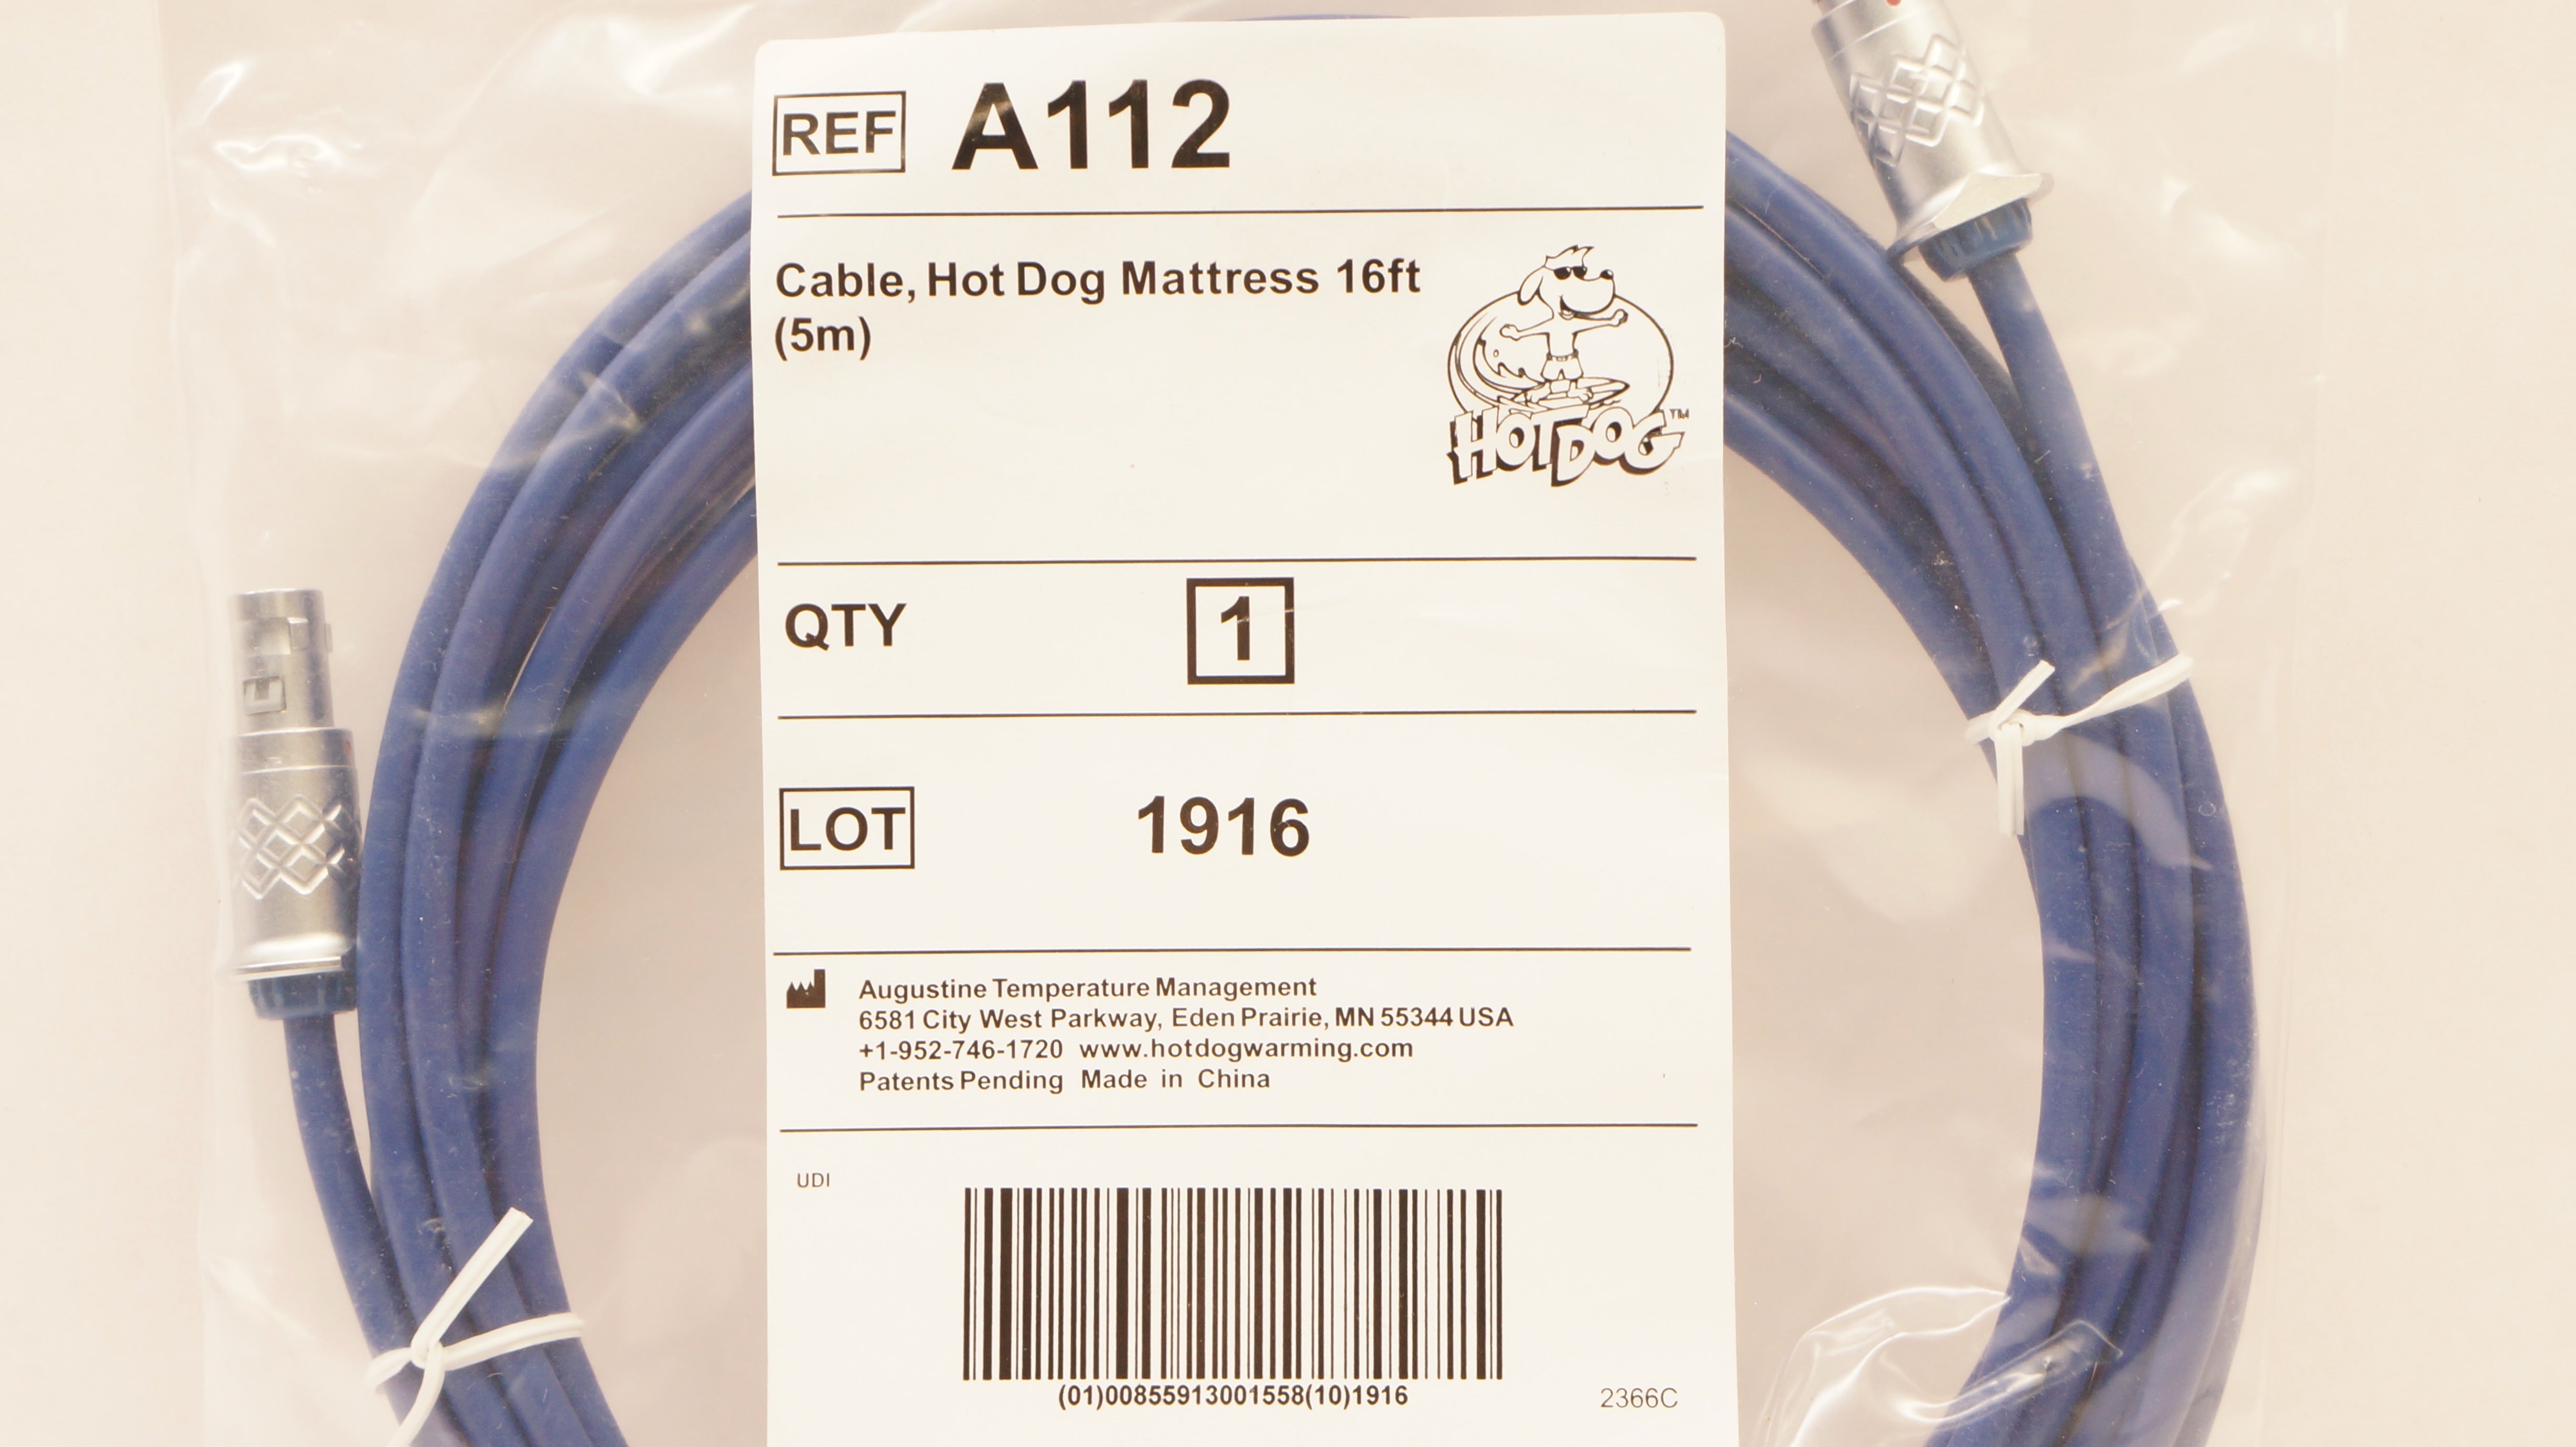 REF A112
Cable, Hot Dog Mattress 16ft
(5m)
HOTDOG™
QTY 1
LOT 1916
Augustine Temperature Management
6581 City West Parkway, Eden Prairie, MN 55344 USA
+1-952-746-1720 www.hotdogwarming.com
Patents Pending Made in China
UDI
(01)00855913001558(10)1916
2366C